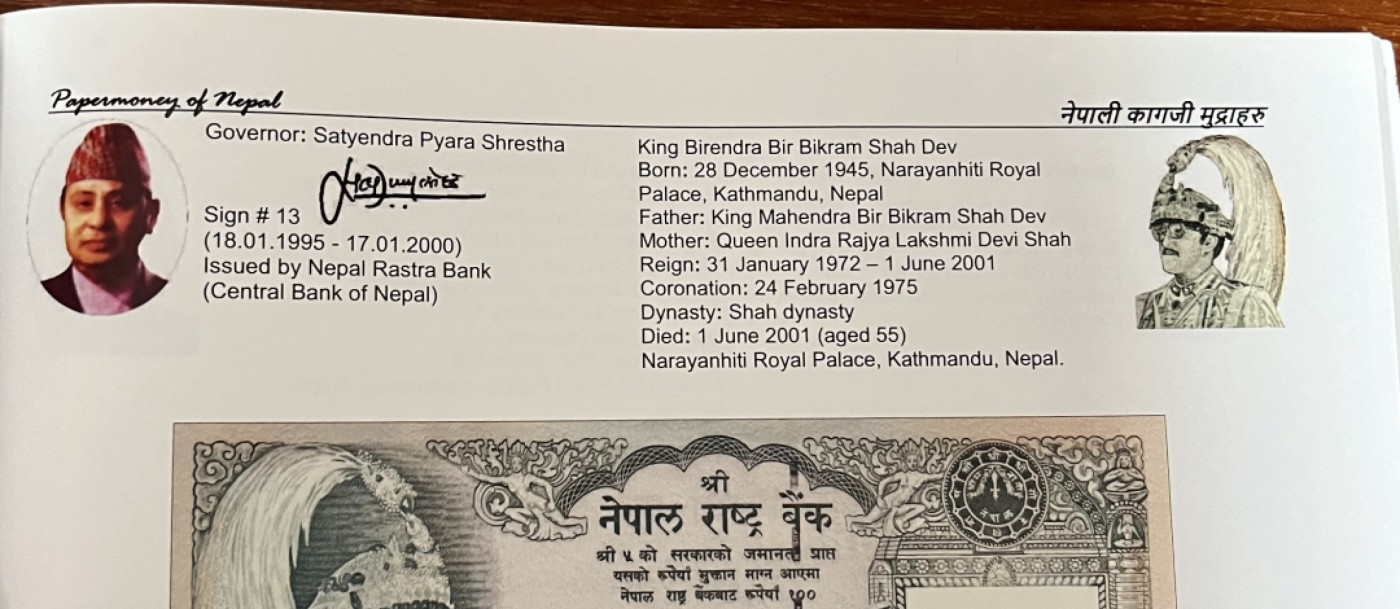 Papermoney of Nepal
नेपाली कागजी मुद्राहरु
Governor: Satyendra Pyara Shrestha
Sign # 13
(18.01.1995 - 17.01.2000)
Issued by Nepal Rastra Bank
(Central Bank of Nepal)
King Birendra Bir Bikram Shah Dev
Born: 28 December 1945, Narayanhiti Royal
Palace, Kathmandu, Nepal
Father: King Mahendra Bir Bikram Shah Dev
Mother: Queen Indra Rajya Lakshmi Devi Shah
Reign: 31 January 1972 – 1 June 2001
Coronation: 24 February 1975
Dynasty: Shah dynasty
Died: 1 June 2001 (aged 55)
Narayanhiti Royal Palace, Kathmandu, Nepal.
श्री
नेपाल राष्ट्र बैंक
श्री ५ को सरकारको जमानत प्राप्त
यसको रुपैयाँ भुक्तान माग्न आएमा
नेपाल राष्ट्र बैंकबाट रुपैयाँ १००